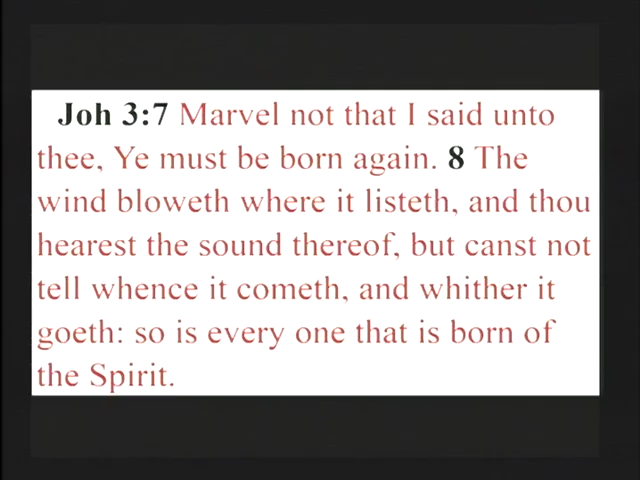 Joh 3:7 Marvel not that I said unto
thee, Ye must be born again. 8 The
wind bloweth where it listeth, and thou
hearest the sound thereof, but canst not
tell whence it cometh, and whither it
goeth: so is every one that is born of
the Spirit.